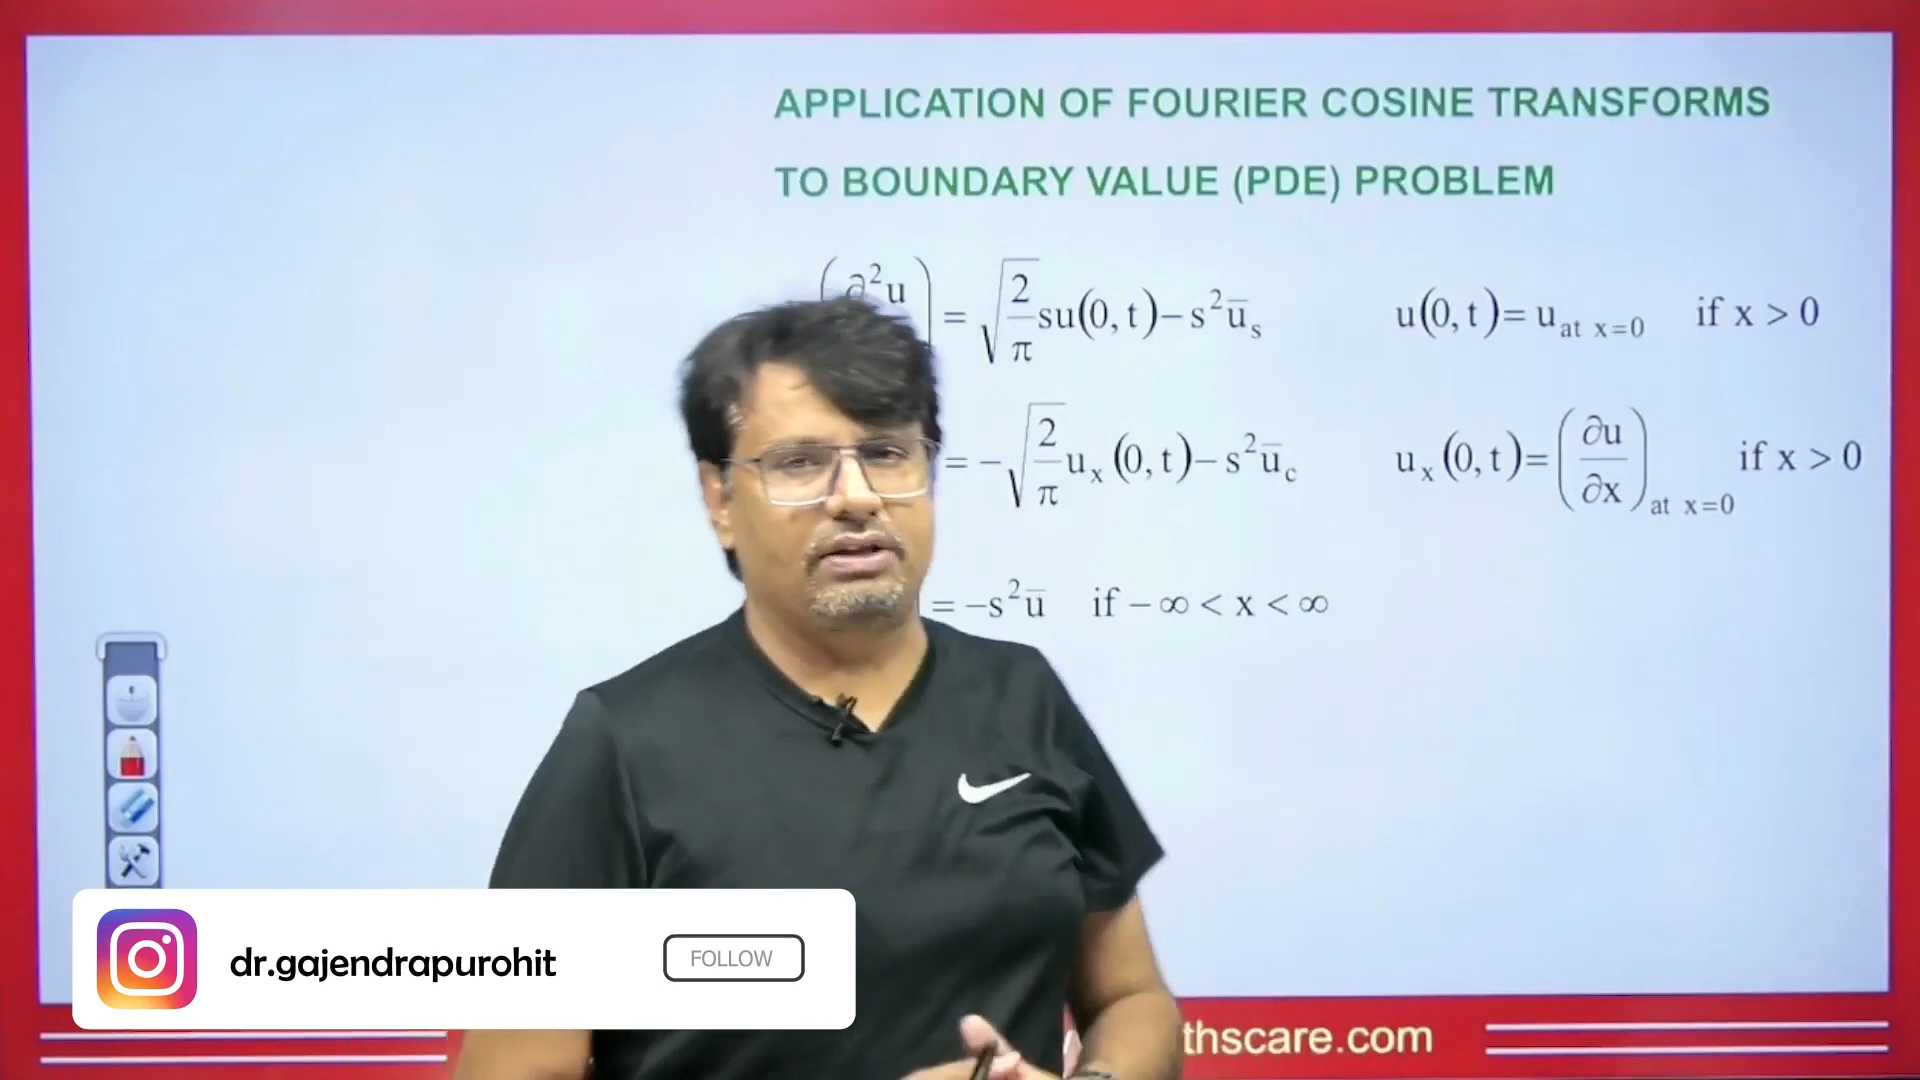 APPLICATION OF FOURIER COSINE TRANSFORMS
TO BOUNDARY VALUE (PDE) PROBLEM
∂²u = √(2/π) su(0, t) − s²ū_s u(0, t) = u_at x=0 if x > 0
= −√(2/π) u_x(0, t) − s²ū_c u_x(0, t) = (∂u/∂x)_at x=0 if x > 0
= −s²ū if − ∞ < x < ∞
dr.gajendrapurohit FOLLOW
thscare.com